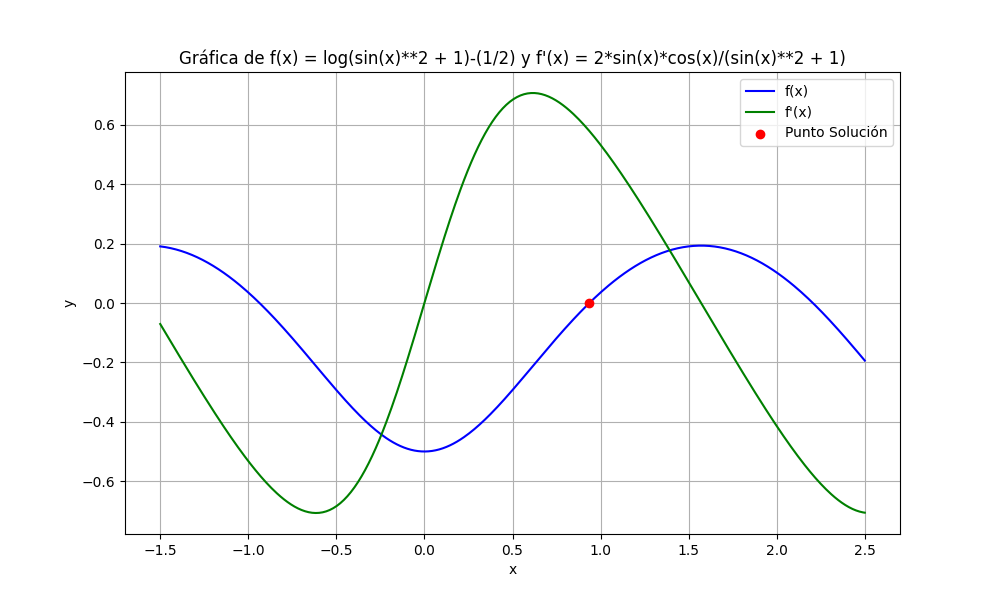 Gráfica de f(x) = log(sin(x)**2 + 1)-(1/2) y f'(x) = 2*sin(x)*cos(x)/(sin(x)**2 + 1)
f(x)
f'(x)
Punto Solución
y
0.6
0.4
0.2
0.0
−0.2
−0.4
−0.6
−1.5 −1.0 −0.5 0.0 0.5 1.0 1.5 2.0 2.5
x